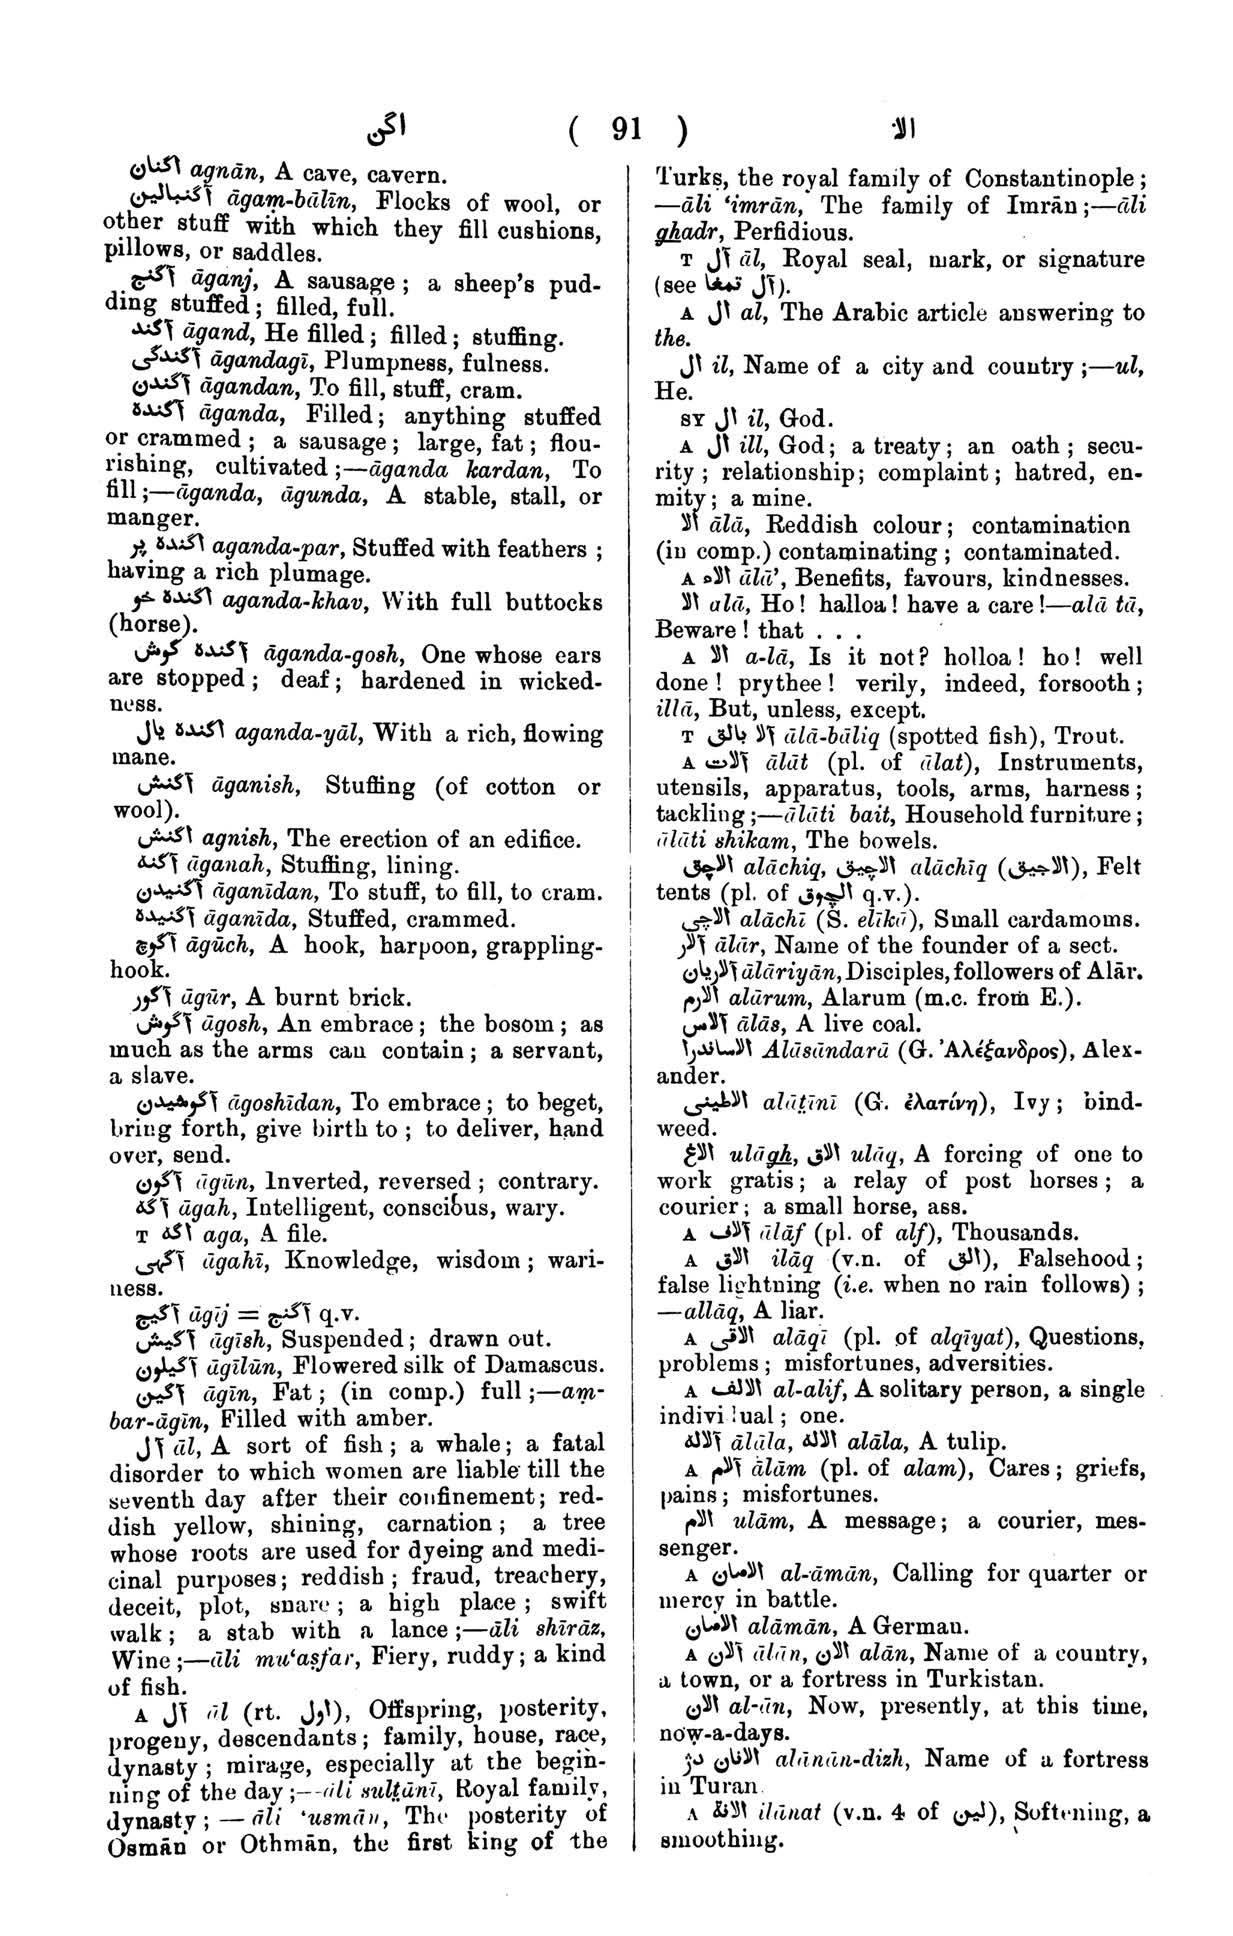 اگن ( 91 ) الا
اگنان agnān, A cave, cavern.
آگنبالین āgam-bālīn, Flocks of wool, or
other stuff with which they fill cushions,
pillows, or saddles.
آگنج āganj, A sausage; a sheep's pud-
ding stuffed; filled, full.
آگند āgand, He filled; filled; stuffing.
آگندگی āgandagī, Plumpness, fulness.
آگندن āgandan, To fill, stuff, cram.
آگنده āganda, Filled; anything stuffed
or crammed; a sausage; large, fat; flou-
rishing, cultivated;—āganda kardan, To
fill;—āganda, āgunda, A stable, stall, or
manger.
اگنده پر aganda-par, Stuffed with feathers;
having a rich plumage.
اگنده خو aganda-khav, With full buttocks
(horse).
آگنده گوش āganda-gosh, One whose ears
are stopped; deaf; hardened in wicked-
ness.
اگنده یال aganda-yāl, With a rich, flowing
mane.
آگنش āganish, Stuffing (of cotton or
wool).
اگنش agnish, The erection of an edifice.
آگنه āganah, Stuffing, lining.
آگنیدن āganīdan, To stuff, to fill, to cram.
آگنیده āganīda, Stuffed, crammed.
آگوچ āgūch, A hook, harpoon, grappling-
hook.
آگور āgūr, A burnt brick.
آگوش āgosh, An embrace; the bosom; as
much as the arms can contain; a servant,
a slave.
آگوشیدن āgoshīdan, To embrace; to beget,
bring forth, give birth to; to deliver, hand
over, send.
آگون āgūn, Inverted, reversed; contrary.
آگه āgah, Intelligent, conscious, wary.
T اگه aga, A file.
آگهی āgahī, Knowledge, wisdom; wari-
ness.
آگیج āgīj = آگنج q.v.
آگیش āgīsh, Suspended; drawn out.
آگیلون āgīlūn, Flowered silk of Damascus.
آگین āgīn, Fat; (in comp.) full;—am-
bar-āgīn, Filled with amber.
آل āl, A sort of fish; a whale; a fatal
disorder to which women are liable till the
seventh day after their confinement; red-
dish yellow, shining, carnation; a tree
whose roots are used for dyeing and medi-
cinal purposes; reddish; fraud, treachery,
deceit, plot, snare; a high place; swift
walk; a stab with a lance;—āli shīrāz,
Wine;—āli mu‘aṣfar, Fiery, ruddy; a kind
of fish.
A آل āl (rt. اول), Offspring, posterity,
progeny, descendants; family, house, race,
dynasty; mirage, especially at the begin-
ning of the day;—āli sulṭānī, Royal family,
dynasty;—āli ‘usmān, The posterity of
Osmān or Othmān, the first king of the
Turks, the royal family of Constantinople;
—āli ‘imrān, The family of Imrān;—āli
ghadr, Perfidious.
T آل āl, Royal seal, mark, or signature
(see آل تمغا).
A ال al, The Arabic article answering to
the.
ال il, Name of a city and country;—ul,
He.
SY ال il, God.
A ال ill, God; a treaty; an oath; secu-
rity; relationship; complaint; hatred, en-
mity; a mine.
آلا ālā, Reddish colour; contamination
(in comp.) contaminating; contaminated.
A آلاء ālā’, Benefits, favours, kindnesses.
الا alā, Ho! halloa! have a care!—alā tā,
Beware! that . . .
A الا a-lā, Is it not? holloa! ho! well
done! prythee! verily, indeed, forsooth;
illā, But, unless, except.
T آلا بالق ālā-bāliq (spotted fish), Trout.
A آلات ālāt (pl. of ālat), Instruments,
utensils, apparatus, tools, arms, harness;
tackling;—ālāti bait, Household furniture;
ālāti shikam, The bowels.
الاچق alāchiq, الاچیق alāchīq (الاجیق), Felt
tents (pl. of الچوق q.v.).
الاچی alāchī (S. elīkā), Small cardamoms.
آلار ālār, Name of the founder of a sect.
آلاریان ālāriyān, Disciples, followers of Alār.
الارم alārum, Alarum (m.c. from E.).
آلاس ālās, A live coal.
الاساندرا Alāsāndarā (G. Ἀλέξανδρος), Alex-
ander.
الاطینی alāṭīnī (G. ἐλατίνη), Ivy; bind-
weed.
الاغ ulāgh, الاق ulāq, A forcing of one to
work gratis; a relay of post horses; a
courier; a small horse, ass.
A آلاف ālāf (pl. of alf), Thousands.
A الاق ilāq (v.n. of الق), Falsehood;
false lightning (i.e. when no rain follows);
—allāq, A liar.
A الاقی alāqī (pl. of alqiyat), Questions,
problems; misfortunes, adversities.
A الالف al-alif, A solitary person, a single
individual; one.
آلاله ālāla, الاله alāla, A tulip.
A آلام ālām (pl. of alam), Cares; griefs,
pains; misfortunes.
الام ulām, A message; a courier, mes-
senger.
A الامان al-āmān, Calling for quarter or
mercy in battle.
الامان alāmān, A German.
A آلان ālān, الان alān, Name of a country,
a town, or a fortress in Turkistan.
الان al-ān, Now, presently, at this time,
now-a-days.
الانان دژ alānān-dizh, Name of a fortress
in Turan.
A الانة ilānat (v.n. 4 of لین), Softening, a
smoothing.